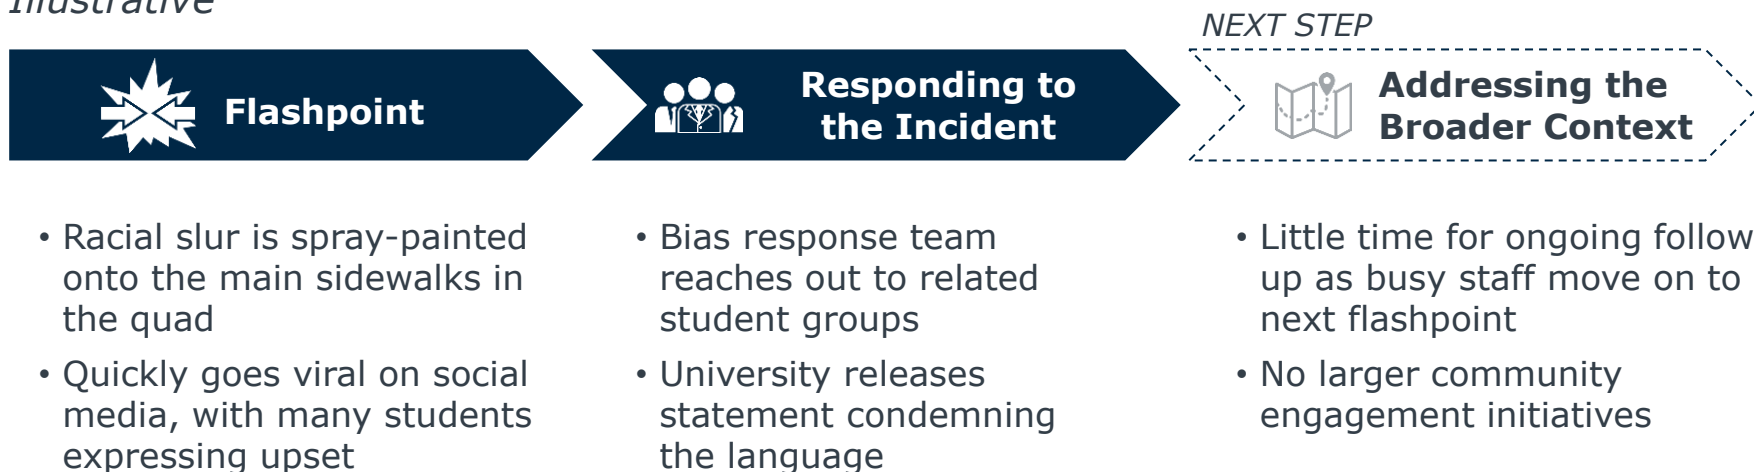 Illustrative
NEXT STEP
Flashpoint
Responding to
the Incident
Addressing the
Broader Context
• Racial slur is spray-painted
onto the main sidewalks in
the quad
• Quickly goes viral on social
media, with many students
expressing upset
• Bias response team
reaches out to related
student groups
• University releases
statement condemning
the language
• Little time for ongoing follow
up as busy staff move on to
next flashpoint
• No larger community
engagement initiatives